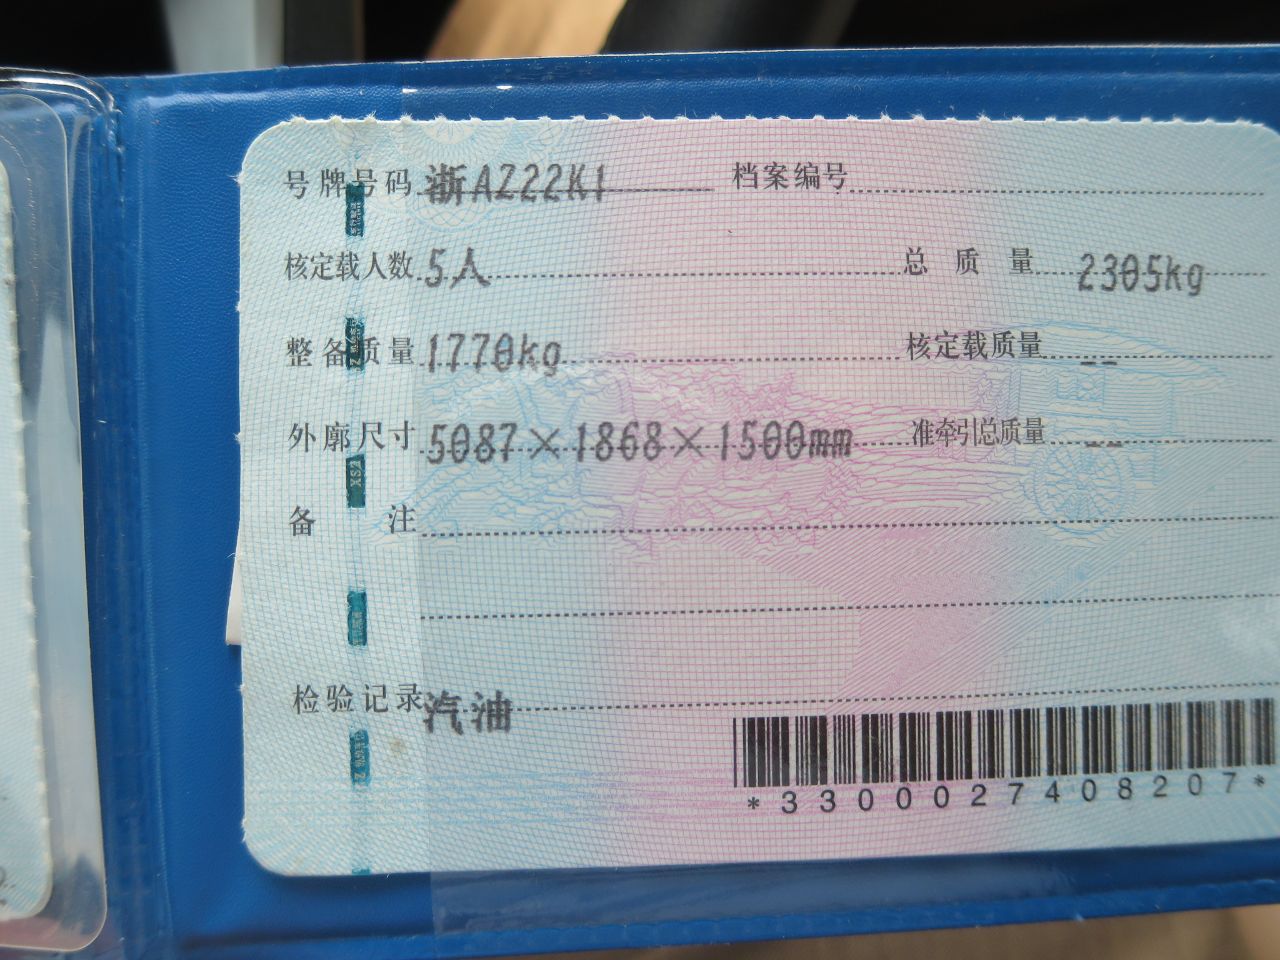 号牌号码 浙AZ22K1 档案编号
核定载人数 5人 总质量 2305kg
整备质量 1770kg 核定载质量 --
外廓尺寸 5087×1868×1500mm 准牵引总质量 --
备注
检验记录 汽油
*3300027408207*